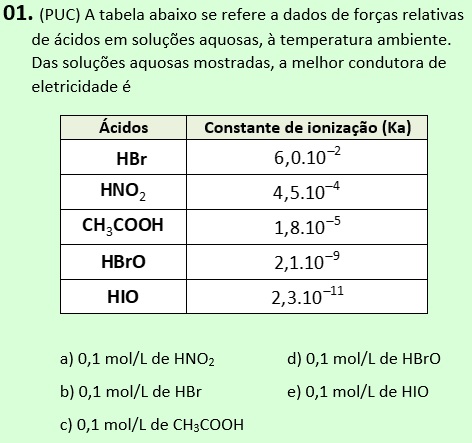 01. (PUC) A tabela abaixo se refere a dados de forças relativas
de ácidos em soluções aquosas, à temperatura ambiente.
Das soluções aquosas mostradas, a melhor condutora de
eletricidade é
Ácidos Constante de ionização (Ka)
HBr 6,0.10⁻²
HNO₂ 4,5.10⁻⁴
CH₃COOH 1,8.10⁻⁵
HBrO 2,1.10⁻⁹
HIO 2,3.10⁻¹¹
a) 0,1 mol/L de HNO₂ d) 0,1 mol/L de HBrO
b) 0,1 mol/L de HBr e) 0,1 mol/L de HIO
c) 0,1 mol/L de CH₃COOH